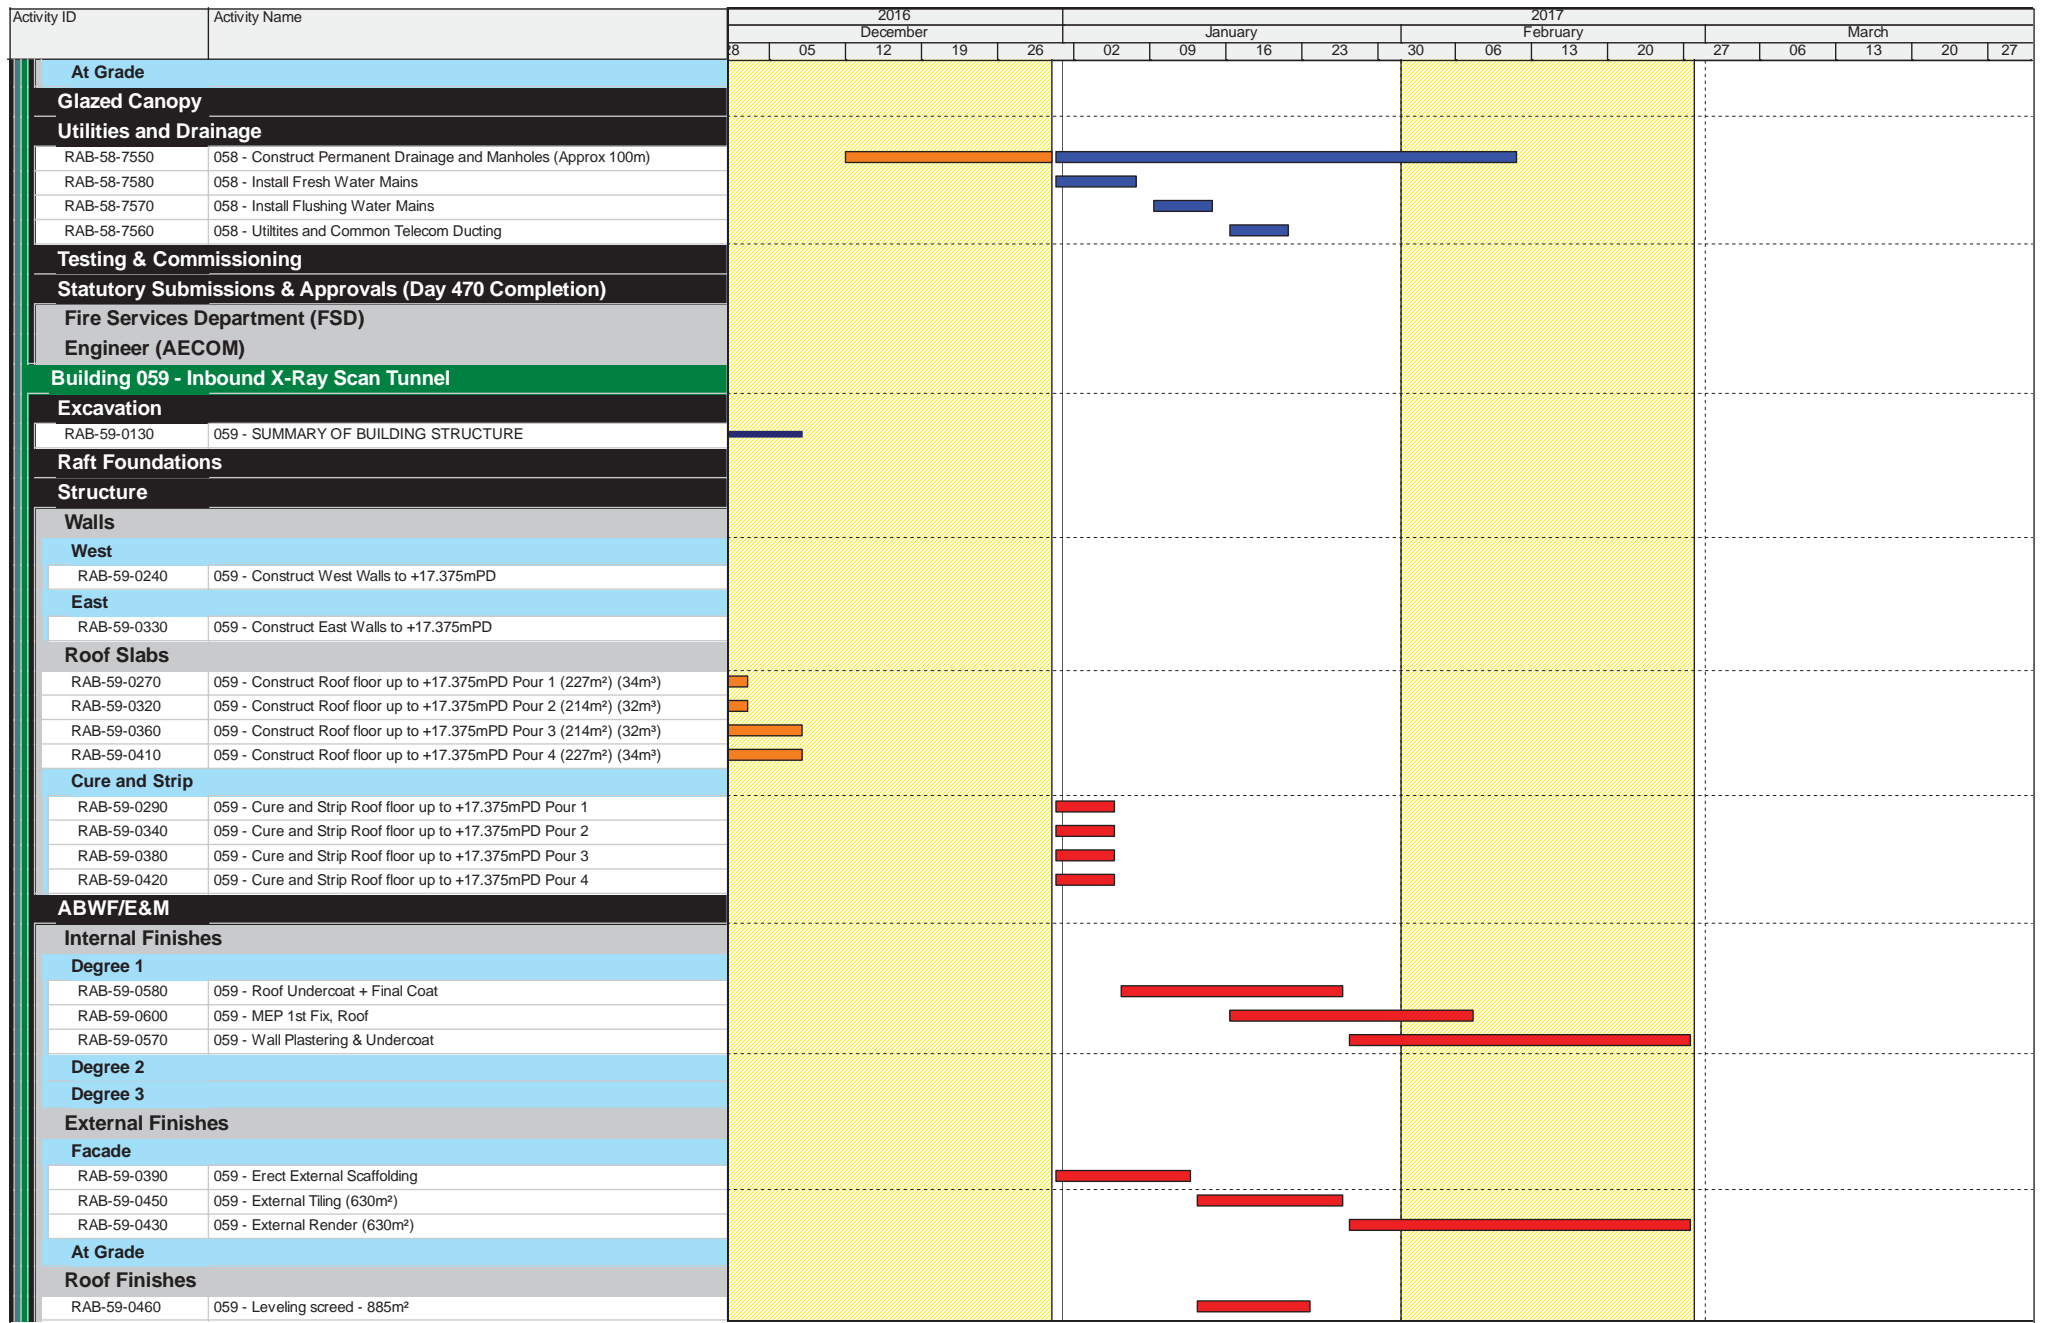 Activity ID Activity Name 2016 2017
December January February March
28 05 12 19 26 02 09 16 23 30 06 13 20 27 06 13 20 27
At Grade
Glazed Canopy
Utilities and Drainage
RAB-58-7550 058 - Construct Permanent Drainage and Manholes (Approx 100m)
RAB-58-7580 058 - Install Fresh Water Mains
RAB-58-7570 058 - Install Flushing Water Mains
RAB-58-7560 058 - Utiltites and Common Telecom Ducting
Testing & Commissioning
Statutory Submissions & Approvals (Day 470 Completion)
Fire Services Department (FSD)
Engineer (AECOM)
Building 059 - Inbound X-Ray Scan Tunnel
Excavation
RAB-59-0130 059 - SUMMARY OF BUILDING STRUCTURE
Raft Foundations
Structure
Walls
West
RAB-59-0240 059 - Construct West Walls to +17.375mPD
East
RAB-59-0330 059 - Construct East Walls to +17.375mPD
Roof Slabs
RAB-59-0270 059 - Construct Roof floor up to +17.375mPD Pour 1 (227m²) (34m³)
RAB-59-0320 059 - Construct Roof floor up to +17.375mPD Pour 2 (214m²) (32m³)
RAB-59-0360 059 - Construct Roof floor up to +17.375mPD Pour 3 (214m²) (32m³)
RAB-59-0410 059 - Construct Roof floor up to +17.375mPD Pour 4 (227m²) (34m³)
Cure and Strip
RAB-59-0290 059 - Cure and Strip Roof floor up to +17.375mPD Pour 1
RAB-59-0340 059 - Cure and Strip Roof floor up to +17.375mPD Pour 2
RAB-59-0380 059 - Cure and Strip Roof floor up to +17.375mPD Pour 3
RAB-59-0420 059 - Cure and Strip Roof floor up to +17.375mPD Pour 4
ABWF/E&M
Internal Finishes
Degree 1
RAB-59-0580 059 - Roof Undercoat + Final Coat
RAB-59-0600 059 - MEP 1st Fix, Roof
RAB-59-0570 059 - Wall Plastering & Undercoat
Degree 2
Degree 3
External Finishes
Facade
RAB-59-0390 059 - Erect External Scaffolding
RAB-59-0450 059 - External Tiling (630m²)
RAB-59-0430 059 - External Render (630m²)
At Grade
Roof Finishes
RAB-59-0460 059 - Leveling screed - 885m²